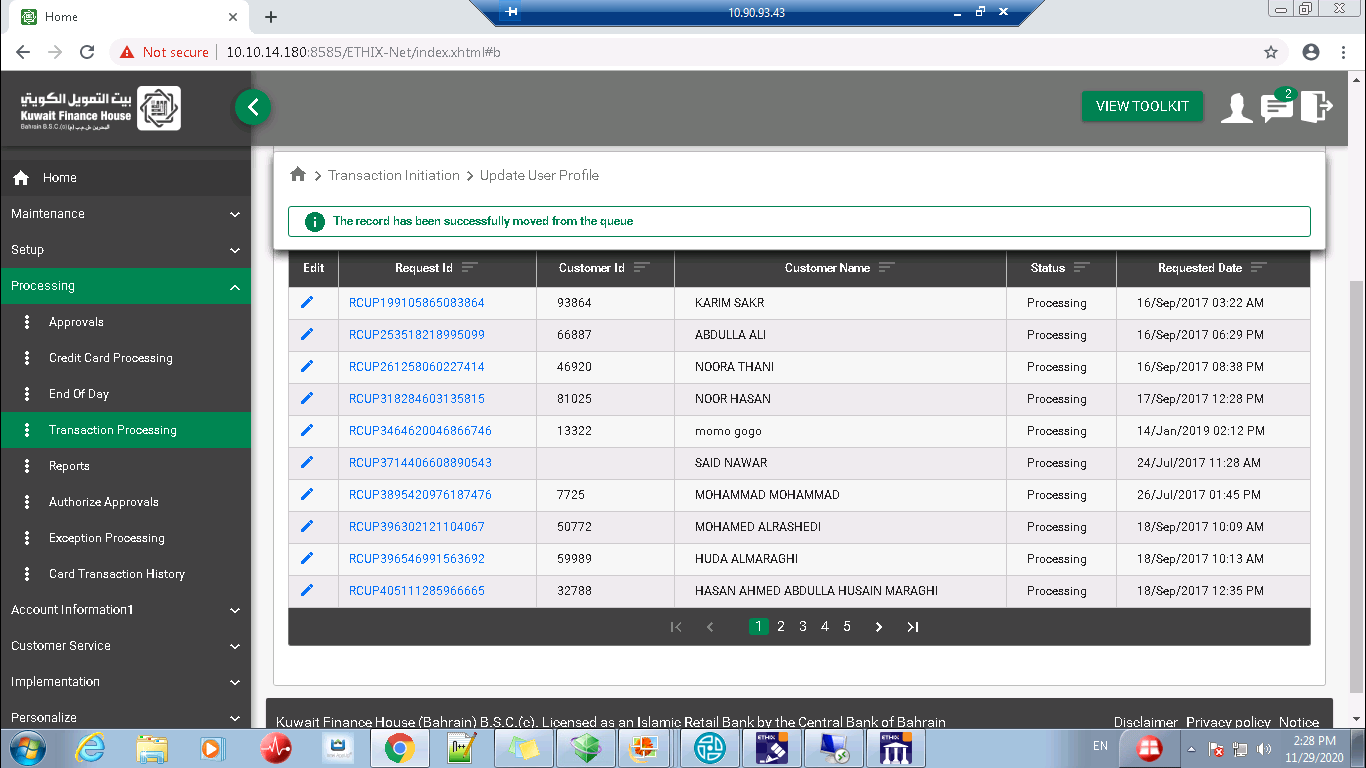 Home
10.90.93.43
Not secure
10.10.14.180:8585/ETHIX-Net/index.xhtml#b
بيت التمويل الكويتي
Kuwait Finance House
Bahrain B.S.C.(c)
VIEW TOOLKIT
2
Home
Maintenance
Setup
Processing
Approvals
Credit Card Processing
End Of Day
Transaction Processing
Reports
Authorize Approvals
Exception Processing
Card Transaction History
Account Information1
Customer Service
Implementation
Personalize
Transaction Initiation
Update User Profile
The record has been successfully moved from the queue
Edit Request Id Customer Id Customer Name Status Requested Date
RCUP199105865083864 93864 KARIM SAKR Processing 16/Sep/2017 03:22 AM
RCUP253518218995099 66887 ABDULLA ALI Processing 16/Sep/2017 06:29 PM
RCUP261258060227414 46920 NOORA THANI Processing 16/Sep/2017 08:38 PM
RCUP318284603135815 81025 NOOR HASAN Processing 17/Sep/2017 12:28 PM
RCUP3464620046866746 13322 momo gogo Processing 14/Jan/2019 02:12 PM
RCUP3714406608890543 SAID NAWAR Processing 24/Jul/2017 11:28 AM
RCUP3895420976187476 7725 MOHAMMAD MOHAMMAD Processing 26/Jul/2017 01:45 PM
RCUP396302121104067 50772 MOHAMED ALRASHEDI Processing 18/Sep/2017 10:09 AM
RCUP396546991563692 59989 HUDA ALMARAGHI Processing 18/Sep/2017 10:13 AM
RCUP405111285966665 32788 HASAN AHMED ABDULLA HUSAIN MARAGHI Processing 18/Sep/2017 12:35 PM
1 2 3 4 5
Kuwait Finance House (Bahrain) B.S.C.(c). Licensed as an Islamic Retail Bank by the Central Bank of Bahrain
Disclaimer Privacy policy Notice
ETHIX
ETHIX
EN
2:28 PM
11/29/2020